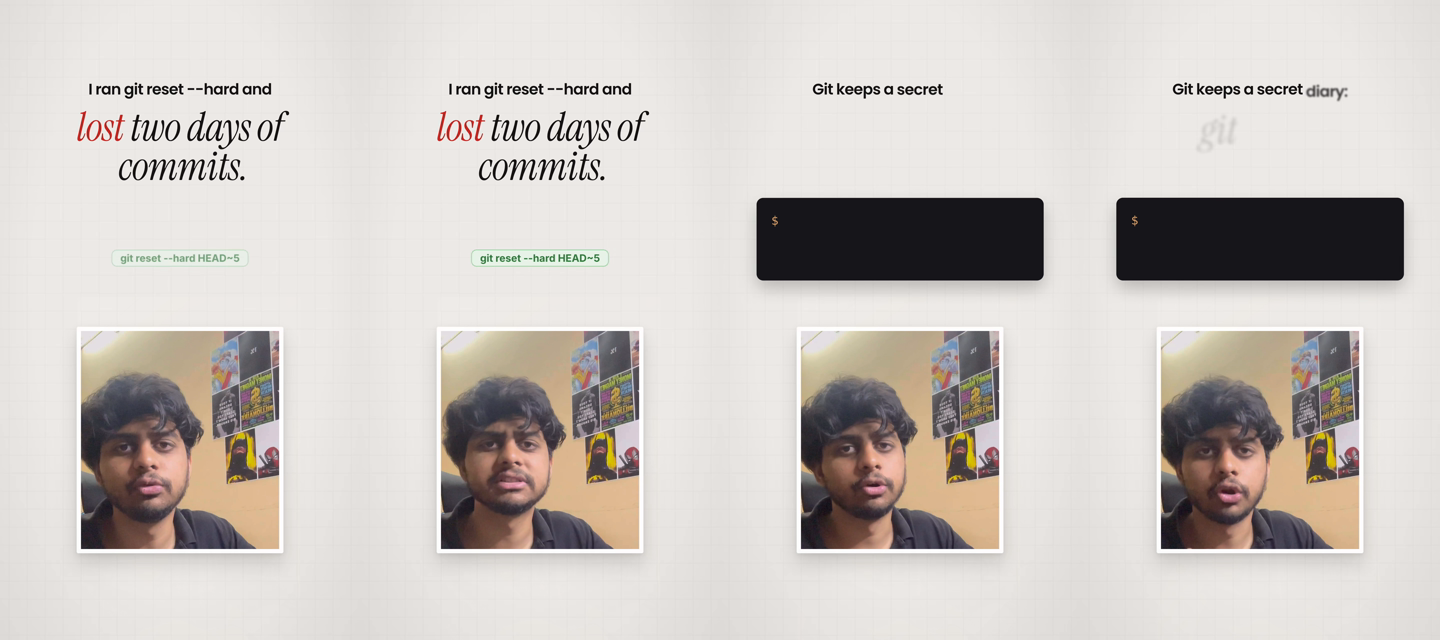 I ran git reset --hard and
lost two days of
commits.
git reset --hard HEAD~5
I ran git reset --hard and
lost two days of
commits.
git reset --hard HEAD~5
Git keeps a secret
$
Git keeps a secret diary:
git
$